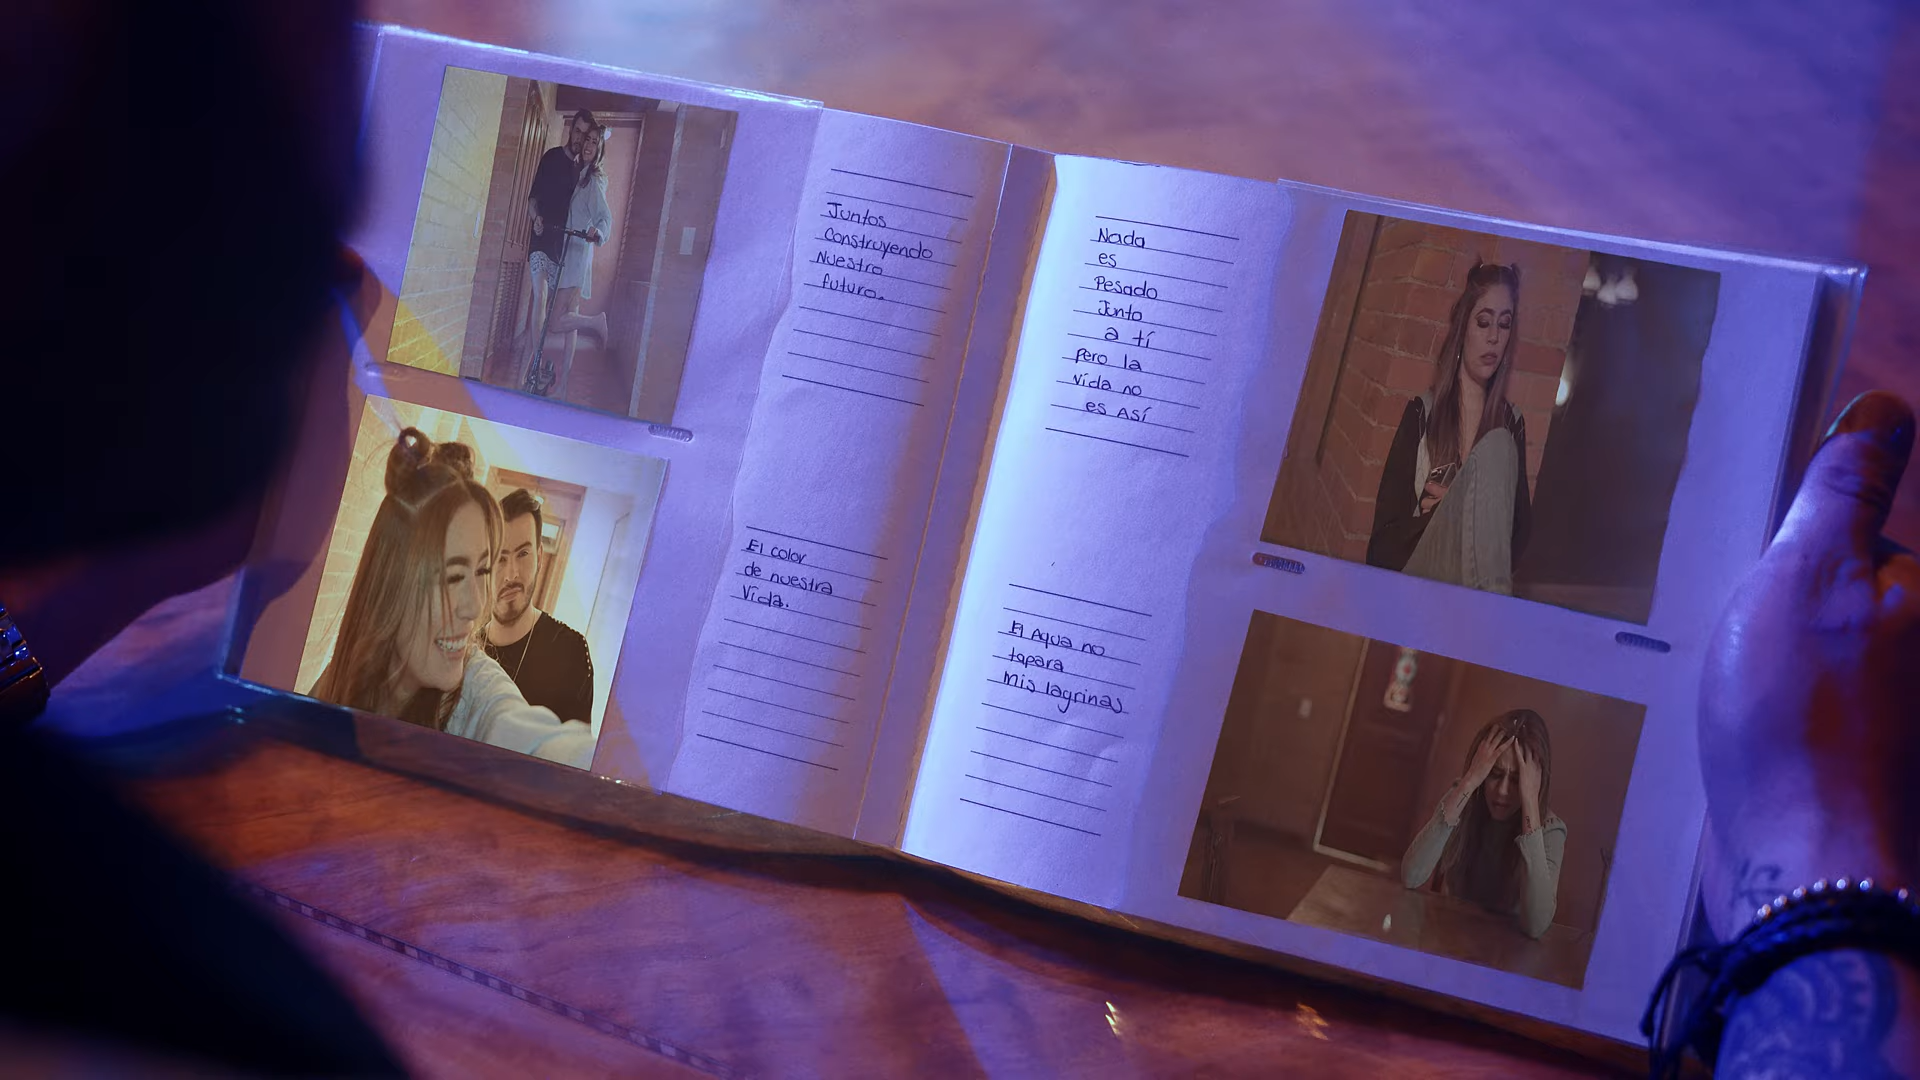 Juntos
Construyendo
Nuestro
futuro.
El color
de nuestra
Vida.
Nada
es
Pesado
Junto
a tí
Pero la
Vida no
es Así
El Aqua no
tapara
Mis lagrinas